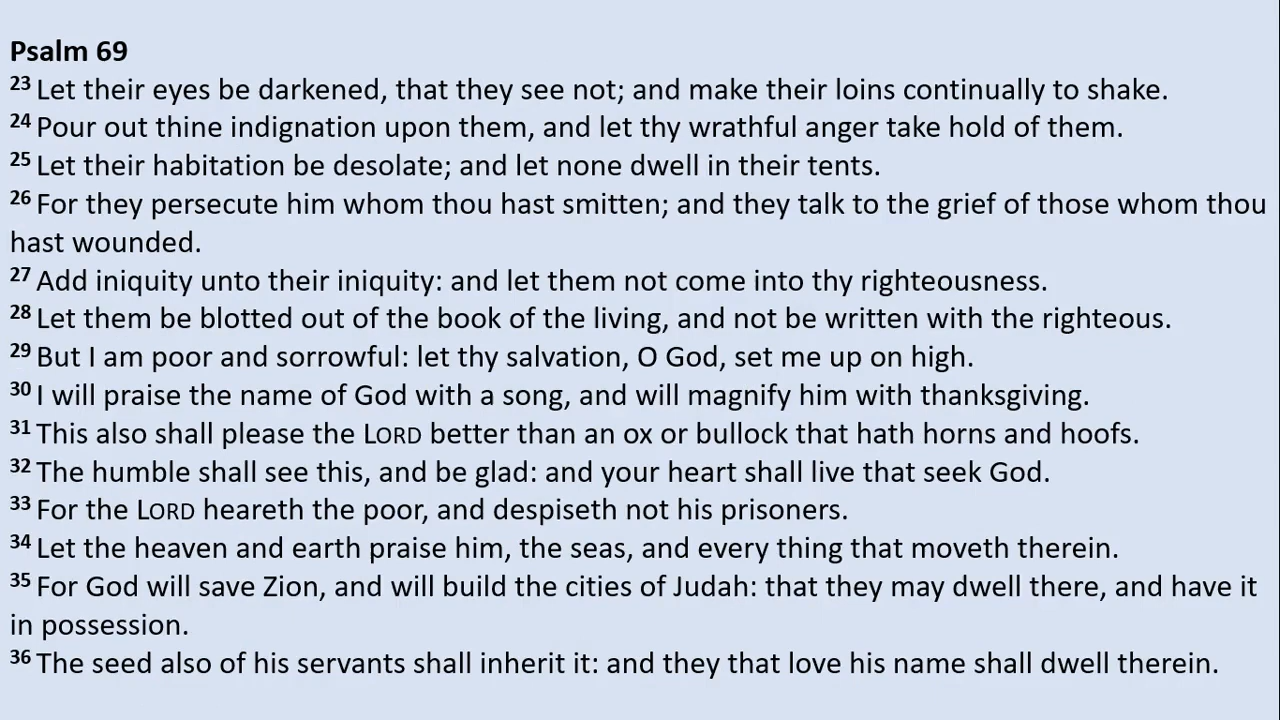 Psalm 69
23 Let their eyes be darkened, that they see not; and make their loins continually to shake.
24 Pour out thine indignation upon them, and let thy wrathful anger take hold of them.
25 Let their habitation be desolate; and let none dwell in their tents.
26 For they persecute him whom thou hast smitten; and they talk to the grief of those whom thou
hast wounded.
27 Add iniquity unto their iniquity: and let them not come into thy righteousness.
28 Let them be blotted out of the book of the living, and not be written with the righteous.
29 But I am poor and sorrowful: let thy salvation, O God, set me up on high.
30 I will praise the name of God with a song, and will magnify him with thanksgiving.
31 This also shall please the LORD better than an ox or bullock that hath horns and hoofs.
32 The humble shall see this, and be glad: and your heart shall live that seek God.
33 For the LORD heareth the poor, and despiseth not his prisoners.
34 Let the heaven and earth praise him, the seas, and every thing that moveth therein.
35 For God will save Zion, and will build the cities of Judah: that they may dwell there, and have it
in possession.
36 The seed also of his servants shall inherit it: and they that love his name shall dwell therein.